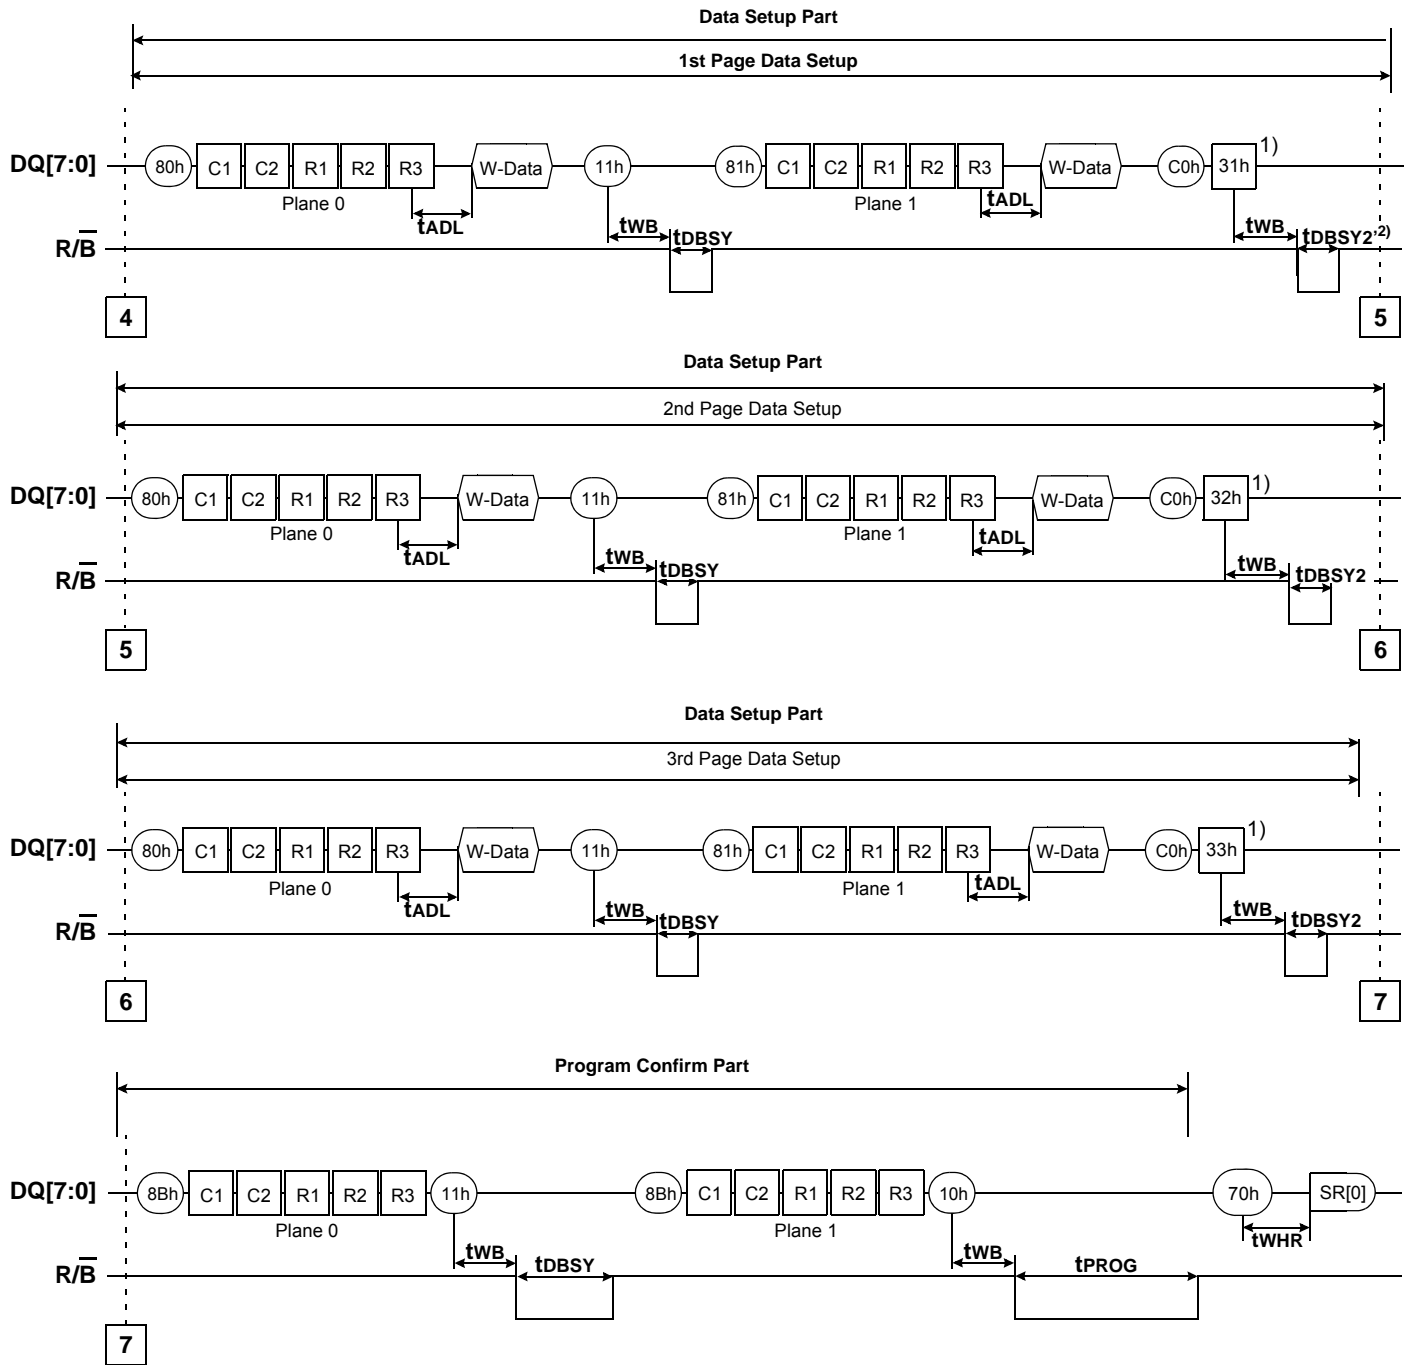 Data Setup Part
1st Page Data Setup
DQ[7:0] 80h C1 C2 R1 R2 R3 W-Data 11h 81h C1 C2 R1 R2 R3 W-Data C0h 31h 1)
Plane 0 Plane 1
tADL tADL
tWB tDBSY tWB tDBSY2'2)
R/B
4 5
Data Setup Part
2nd Page Data Setup
DQ[7:0] 80h C1 C2 R1 R2 R3 W-Data 11h 81h C1 C2 R1 R2 R3 W-Data C0h 32h 1)
Plane 0 Plane 1
tADL tADL
tWB tDBSY tWB tDBSY2
R/B
5 6
Data Setup Part
3rd Page Data Setup
DQ[7:0] 80h C1 C2 R1 R2 R3 W-Data 11h 81h C1 C2 R1 R2 R3 W-Data C0h 33h 1)
Plane 0 Plane 1
tADL tADL
tWB tDBSY tWB tDBSY2
R/B
6 7
Program Confirm Part
DQ[7:0] 8Bh C1 C2 R1 R2 R3 11h 8Bh C1 C2 R1 R2 R3 10h 70h SR[0]
Plane 0 Plane 1
tWHR
tWB tDBSY tWB tPROG
R/B
7